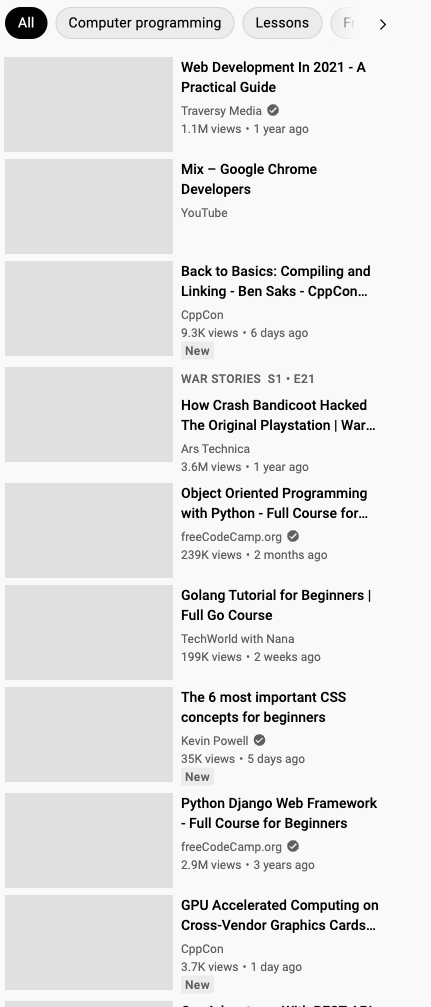 All
Computer programming
Lessons
Web Development In 2021 - A
Practical Guide
Traversy Media
1.1M views • 1 year ago
Mix – Google Chrome
Developers
YouTube
Back to Basics: Compiling and
Linking - Ben Saks - CppCon…
CppCon
9.3K views • 6 days ago
New
WAR STORIES S1 • E21
How Crash Bandicoot Hacked
The Original Playstation | War…
Ars Technica
3.6M views • 1 year ago
Object Oriented Programming
with Python - Full Course for…
freeCodeCamp.org
239K views • 2 months ago
Golang Tutorial for Beginners |
Full Go Course
TechWorld with Nana
199K views • 2 weeks ago
The 6 most important CSS
concepts for beginners
Kevin Powell
35K views • 5 days ago
New
Python Django Web Framework
- Full Course for Beginners
freeCodeCamp.org
2.9M views • 3 years ago
GPU Accelerated Computing on
Cross-Vendor Graphics Cards…
CppCon
3.7K views • 1 day ago
New